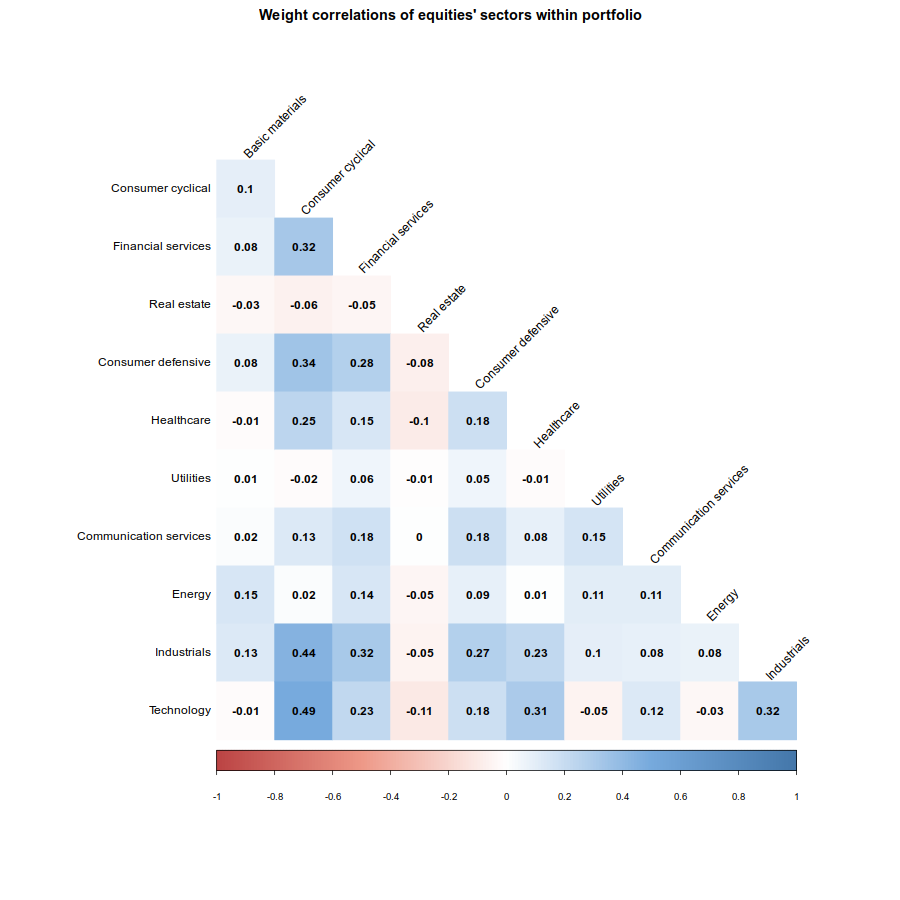 Weight correlations of equities' sectors within portfolio
Basic materials
Consumer cyclical 0.1
Consumer cyclical
Financial services 0.08 0.32
Financial services
Real estate -0.03 -0.06 -0.05
Real estate
Consumer defensive 0.08 0.34 0.28 -0.08
Consumer defensive
Healthcare -0.01 0.25 0.15 -0.1 0.18
Healthcare
Utilities 0.01 -0.02 0.06 -0.01 0.05 -0.01
Utilities
Communication services 0.02 0.13 0.18 0 0.18 0.08 0.15
Communication services
Energy 0.15 0.02 0.14 -0.05 0.09 0.01 0.11 0.11
Energy
Industrials 0.13 0.44 0.32 -0.05 0.27 0.23 0.1 0.08 0.08
Industrials
Technology -0.01 0.49 0.23 -0.11 0.18 0.31 -0.05 0.12 -0.03 0.32
-1 -0.8 -0.6 -0.4 -0.2 0 0.2 0.4 0.6 0.8 1